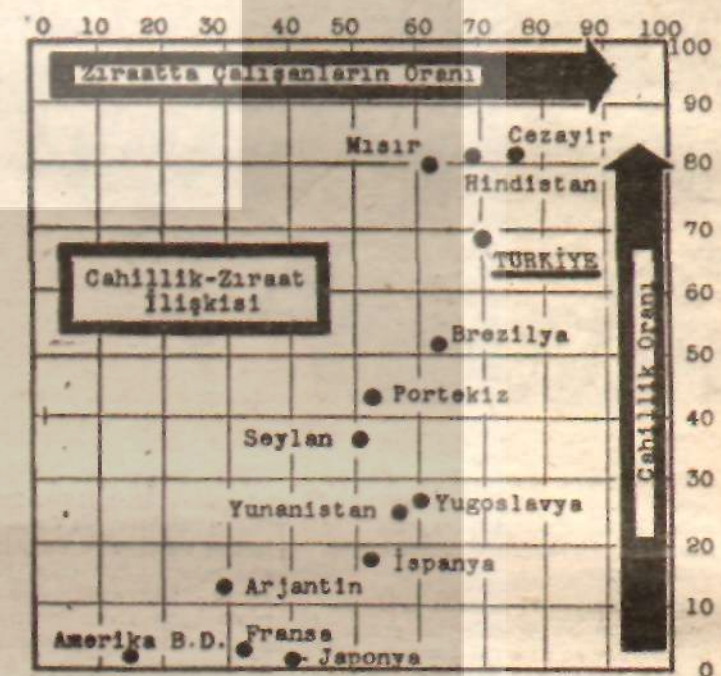 0 10 20 30 40 50 60 70 80 90 100
100
Zıraatta Çalışanların Oranı
90
Mısır
Cezayir
80
Hindistan
70
TÜRKİYE
Cahillik-Zıraat
İlişkisi
60
Cahillik Oranı
Brezilya
50
Portekiz
40
Seylan
30
Yunanistan
Yugoslavya
20
İspanya
Arjantin
10
Amerika B.D.
Fransa
Japonya
0